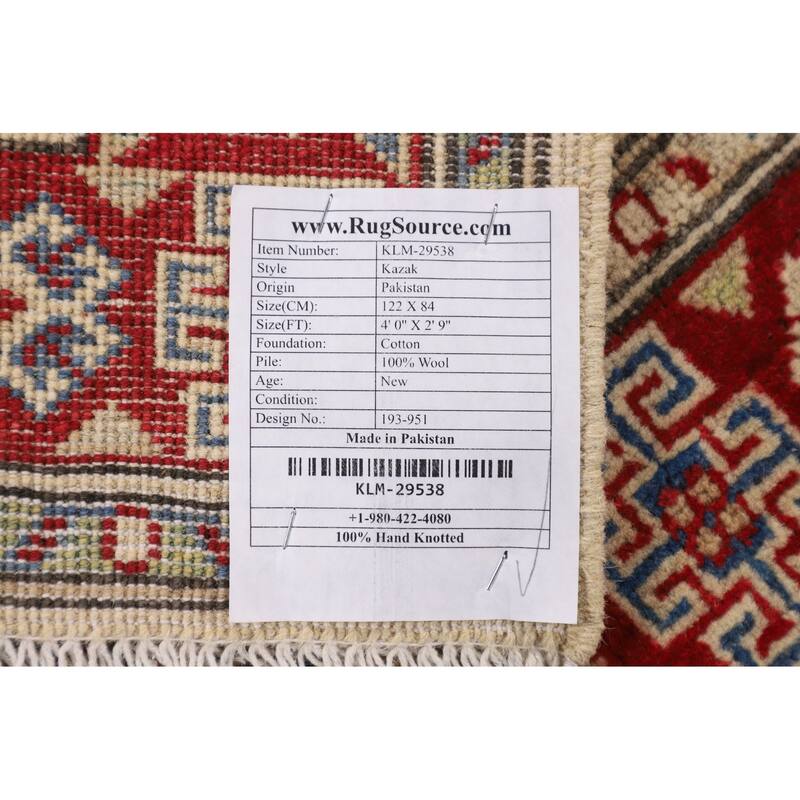 www.RugSource.com
Item Number: KLM-29538
Style Kazak
Origin Pakistan
Size(CM): 122 X 84
Size(FT): 4' 0" X 2' 9"
Foundation: Cotton
Pile: 100% Wool
Age: New
Condition:
Design No.: 193-951
Made in Pakistan
KLM-29538
+1-980-422-4080
100% Hand Knotted